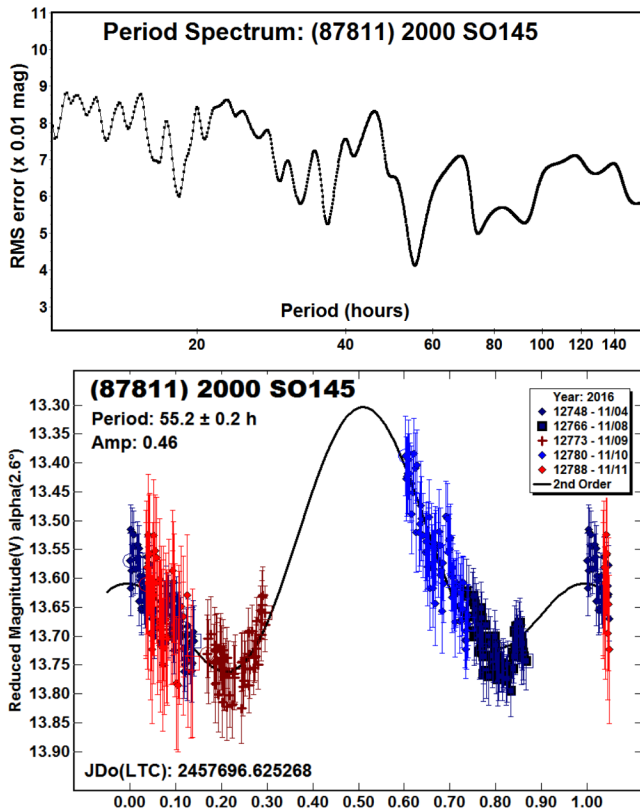 Period Spectrum: (87811) 2000 SO145
RMS error (x 0.01 mag)
11
10
9
8
7
6
5
4
3
Period (hours)
20 40 60 80 100 120 140
(87811) 2000 SO145
Period: 55.2 ± 0.2 h
Amp: 0.46
Year: 2016
12748 - 11/04
12766 - 11/08
12773 - 11/09
12780 - 11/10
12788 - 11/11
2nd Order
Reduced Magnitude(V) alpha(2.6°)
13.30
13.35
13.40
13.45
13.50
13.55
13.60
13.65
13.70
13.75
13.80
13.85
13.90
JDo(LTC): 2457696.625268
0.00 0.10 0.20 0.30 0.40 0.50 0.60 0.70 0.80 0.90 1.00